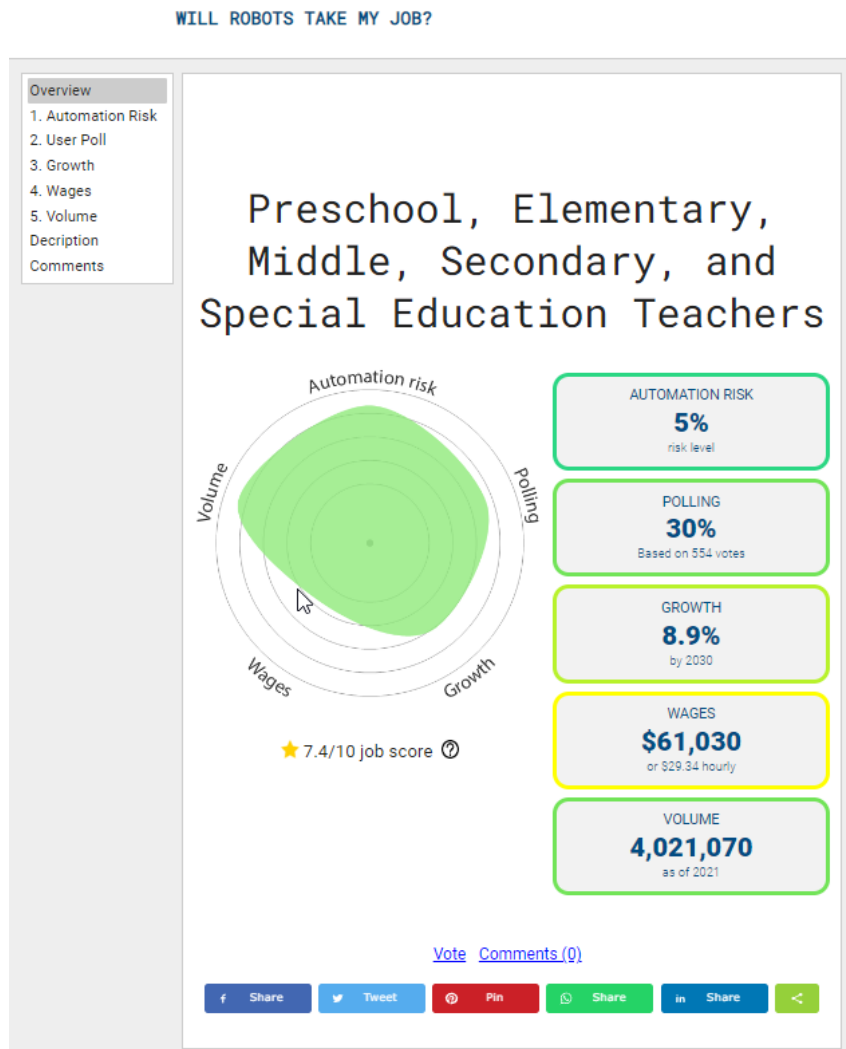 WILL ROBOTS TAKE MY JOB?
Overview
1. Automation Risk
2. User Poll
3. Growth
4. Wages
5. Volume
Decription
Comments
Preschool, Elementary,
Middle, Secondary, and
Special Education Teachers
Automation risk
Polling
Growth
Wages
Volume
7.4/10 job score
AUTOMATION RISK
5%
risk level
POLLING
30%
Based on 554 votes
GROWTH
8.9%
by 2030
WAGES
$61,030
or $29.34 hourly
VOLUME
4,021,070
as of 2021
Vote Comments (0)
Share Tweet Pin Share Share